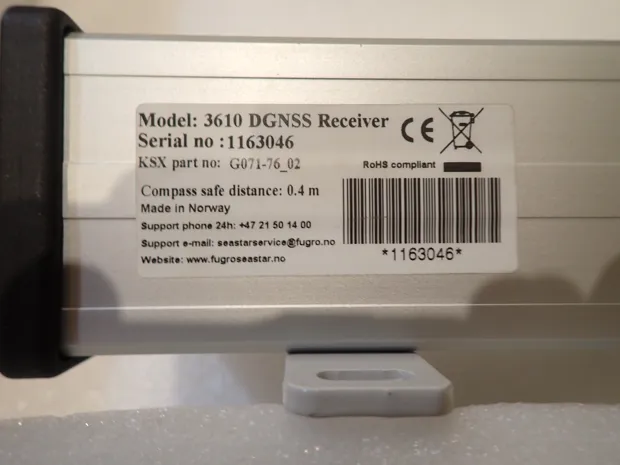 Model: 3610 DGNSS Receiver
Serial no :1163046
KSX part no: G071-76_02
CE
RoHS compliant
Compass safe distance: 0.4 m
Made in Norway
Support phone 24h: +47 21 50 14 00
Support e-mail: seastarservice@fugro.no
Website: www.fugroseastar.no
*1163046*